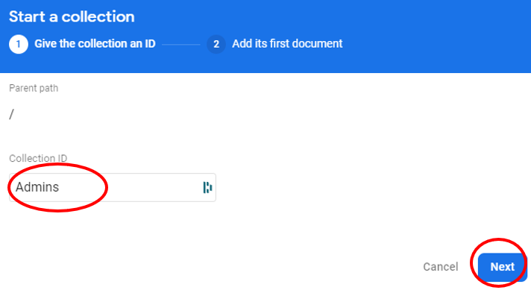 Start a collection
1 Give the collection an ID 2 Add its first document
Parent path
/
Collection ID
Admins
Cancel Next